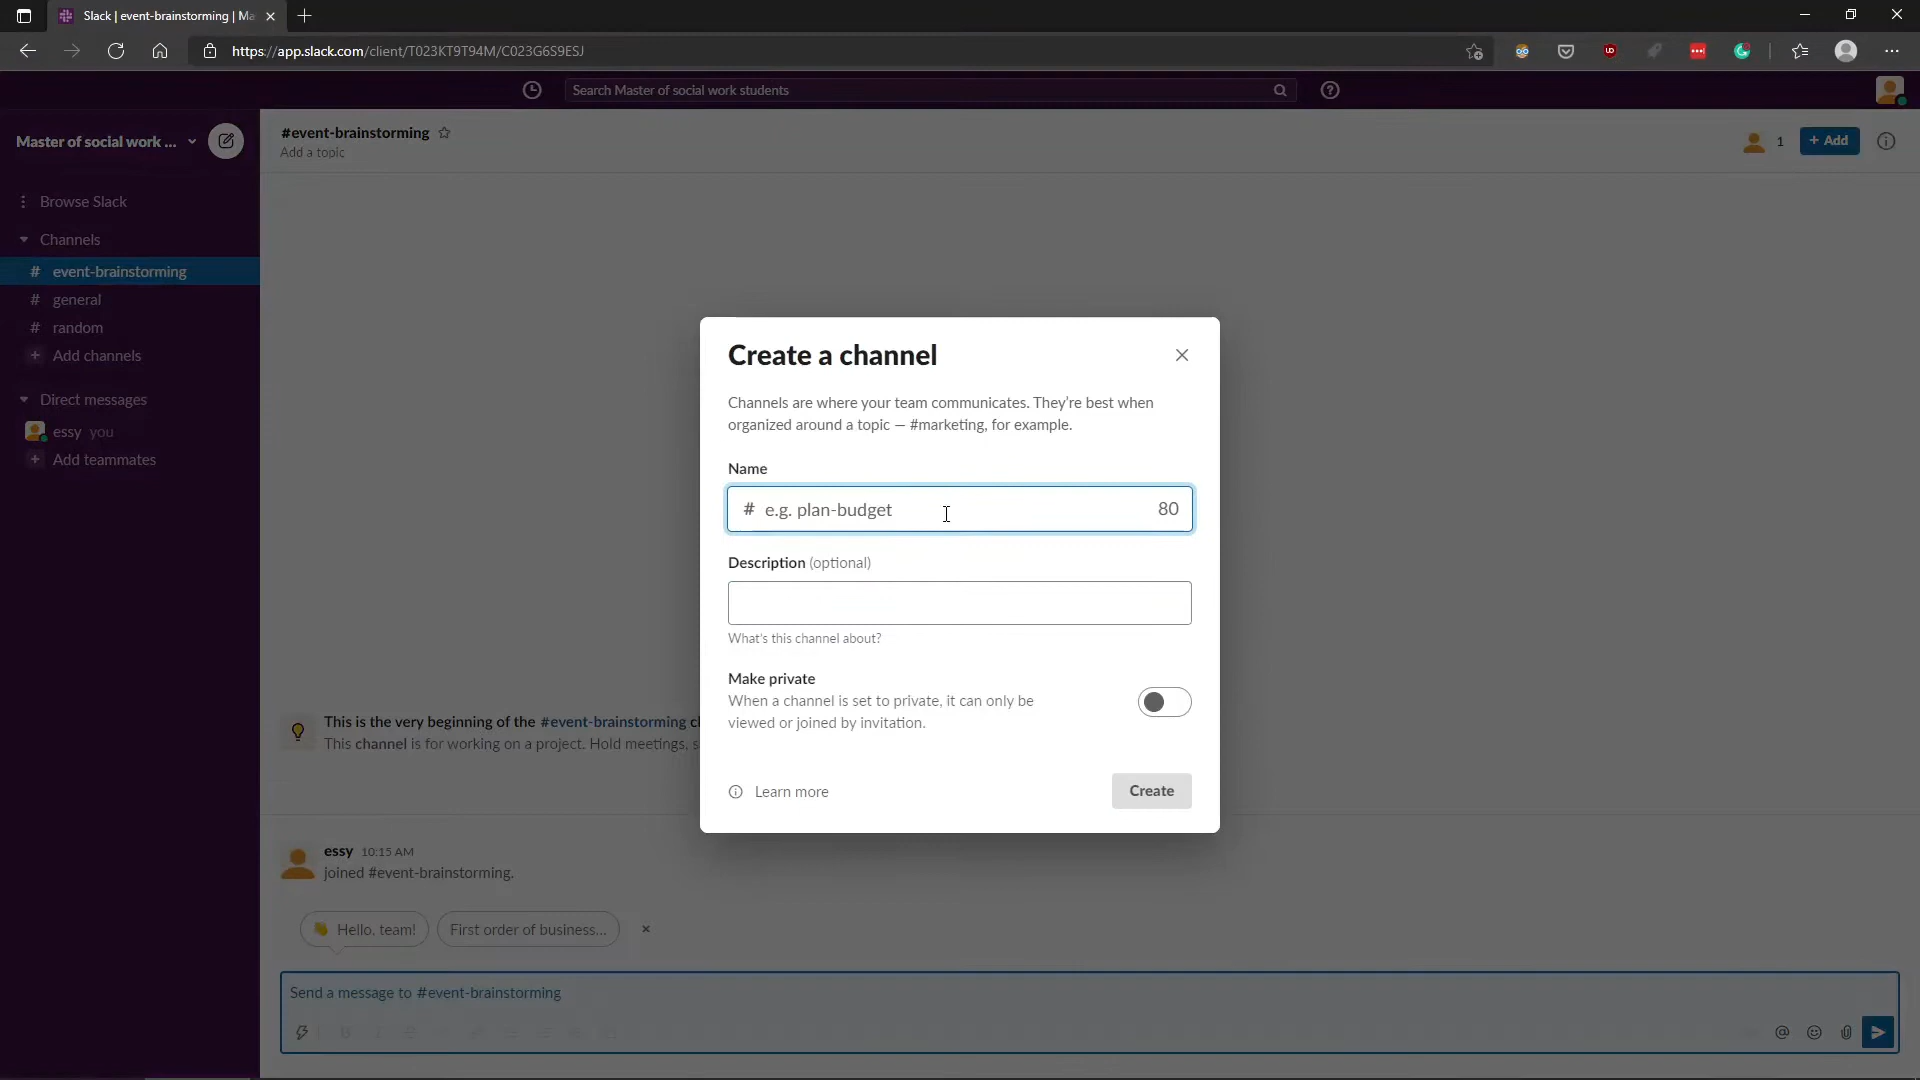 Slack | event-brainstorming | Ma
https://app.slack.com/client/T023KT9T94M/C023G6S9ESJ
Search Master of social work students
Master of social work ...
#event-brainstorming
Add a topic
1
+ Add
Browse Slack
Channels
# event-brainstorming
# general
# random
+ Add channels
Direct messages
essy you
+ Add teammates
Create a channel
Channels are where your team communicates. They're best when
organized around a topic — #marketing, for example.
Name
# e.g. plan-budget 80
Description (optional)
What's this channel about?
Make private
When a channel is set to private, it can only be
viewed or joined by invitation.
Learn more
Create
This is the very beginning of the #event-brainstorming
This channel is for working on a project. Hold meetings, s
essy 10:15 AM
joined #event-brainstorming.
Hello, team!
First order of business...
Send a message to #event-brainstorming